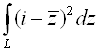 ∫_L (i − z̅)² dz